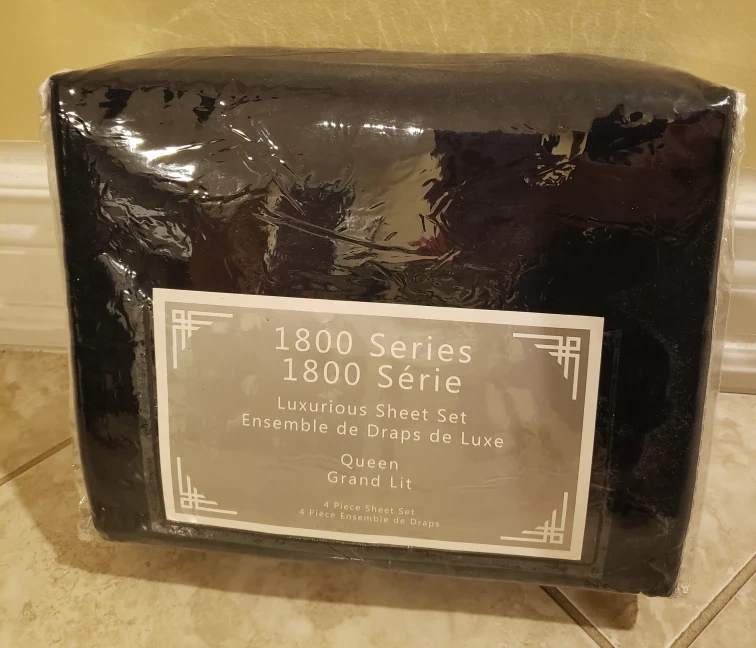 1800 Series
1800 Série
Luxurious Sheet Set
Ensemble de Draps de Luxe
Queen
Grand Lit
4 Piece Sheet Set
4 Piece Ensemble de Draps